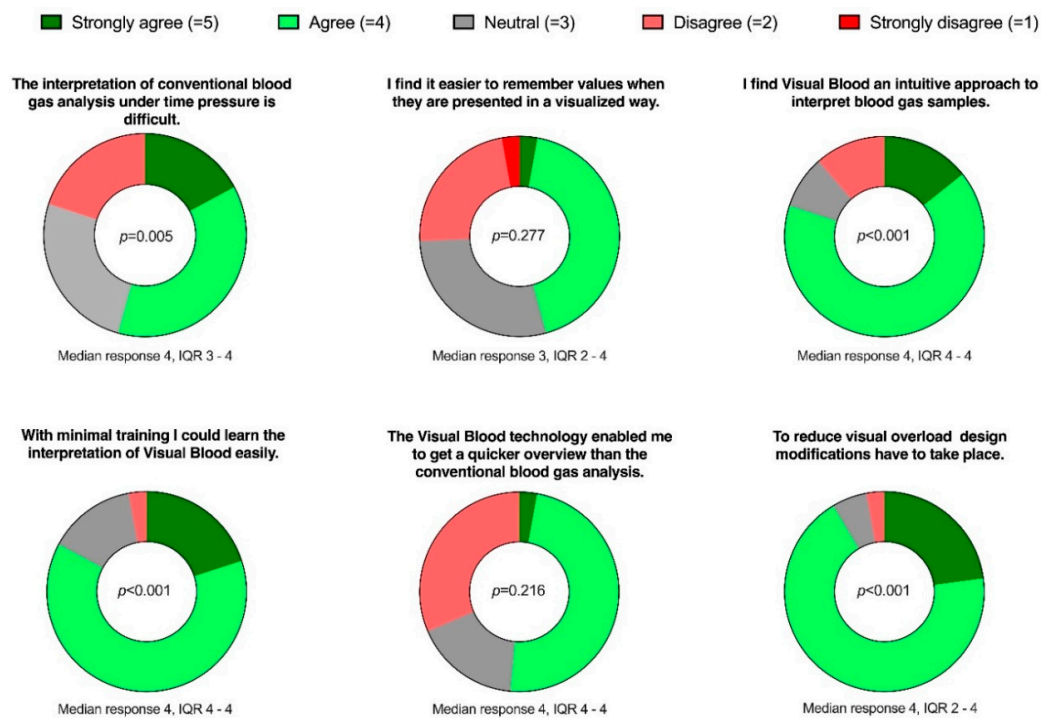 Strongly agree (=5) Agree (=4) Neutral (=3) Disagree (=2) Strongly disagree (=1)
The interpretation of conventional blood
gas analysis under time pressure is
difficult.
p=0.005
Median response 4, IQR 3 - 4
I find it easier to remember values when
they are presented in a visualized way.
p=0.277
Median response 3, IQR 2 - 4
I find Visual Blood an intuitive approach to
interpret blood gas samples.
p<0.001
Median response 4, IQR 4 - 4
With minimal training I could learn the
interpretation of Visual Blood easily.
p<0.001
Median response 4, IQR 4 - 4
The Visual Blood technology enabled me
to get a quicker overview than the
conventional blood gas analysis.
p=0.216
Median response 4, IQR 4 - 4
To reduce visual overload design
modifications have to take place.
p<0.001
Median response 4, IQR 2 - 4